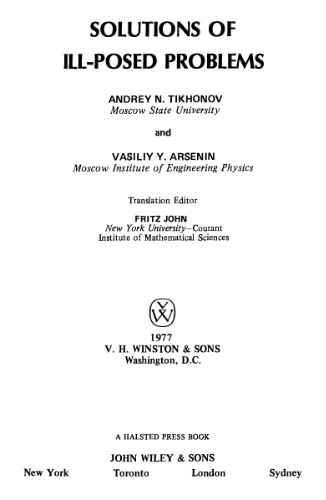 SOLUTIONS OF
ILL-POSED PROBLEMS
ANDREY N. TIKHONOV
Moscow State University
and
VASILIY Y. ARSENIN
Moscow Institute of Engineering Physics
Translation Editor
FRITZ JOHN
New York University—Courant
Institute of Mathematical Sciences
VW
1977
V. H. WINSTON & SONS
Washington, D.C.
A HALSTED PRESS BOOK
JOHN WILEY & SONS
New York Toronto London Sydney